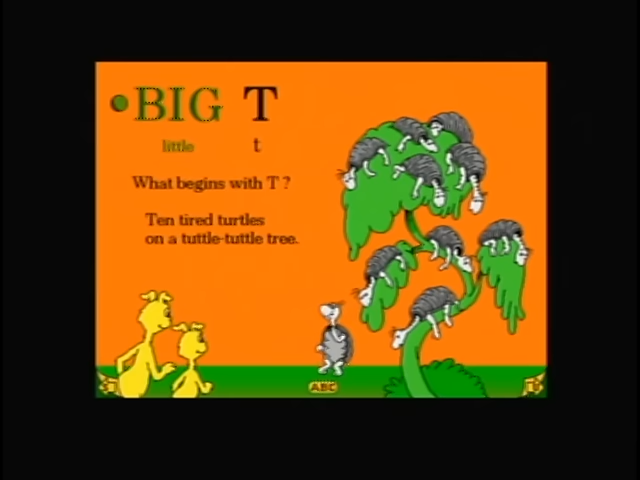 BIG T
little t
What begins with T ?
Ten tired turtles
on a tuttle-tuttle tree.
ABC